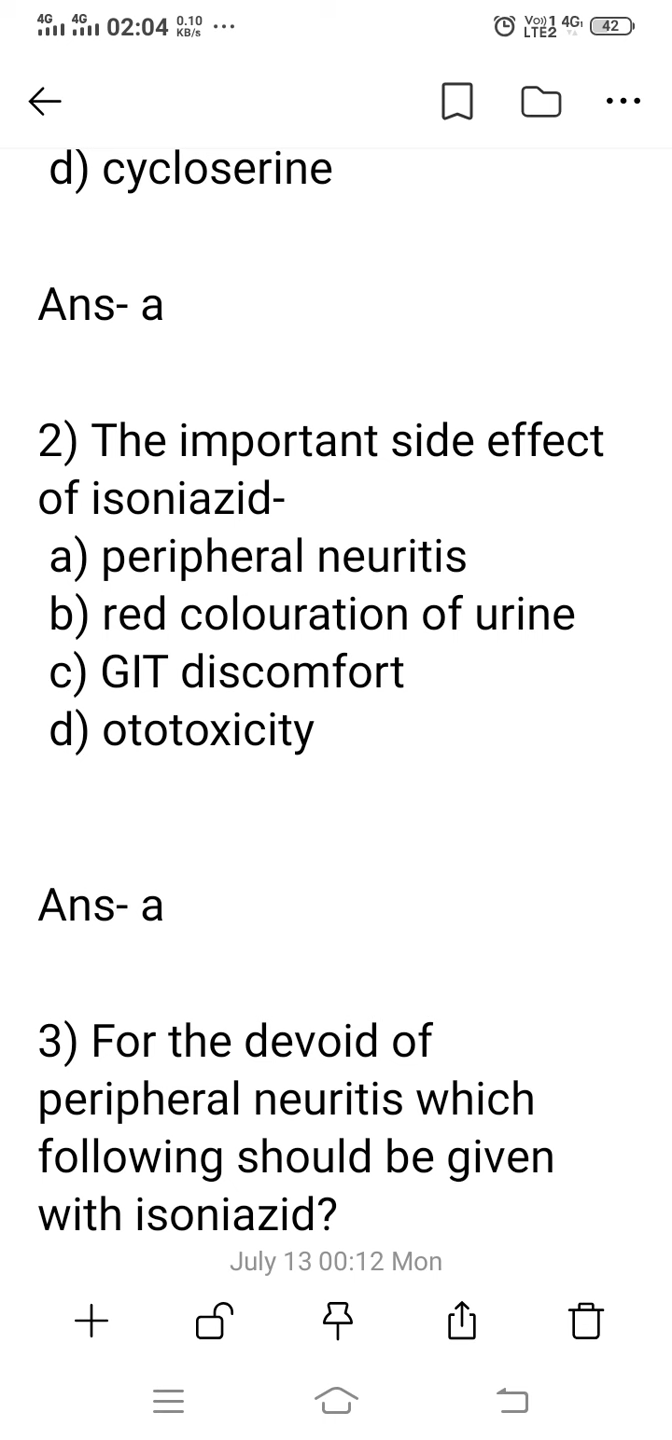 4G 4G 02:04 0.10 KB/s ... Vo)) 1 4G LTE2 42
d) cycloserine
Ans- a
2) The important side effect
of isoniazid-
a) peripheral neuritis
b) red colouration of urine
c) GIT discomfort
d) ototoxicity
Ans- a
3) For the devoid of
peripheral neuritis which
following should be given
with isoniazid?
July 13 00:12 Mon